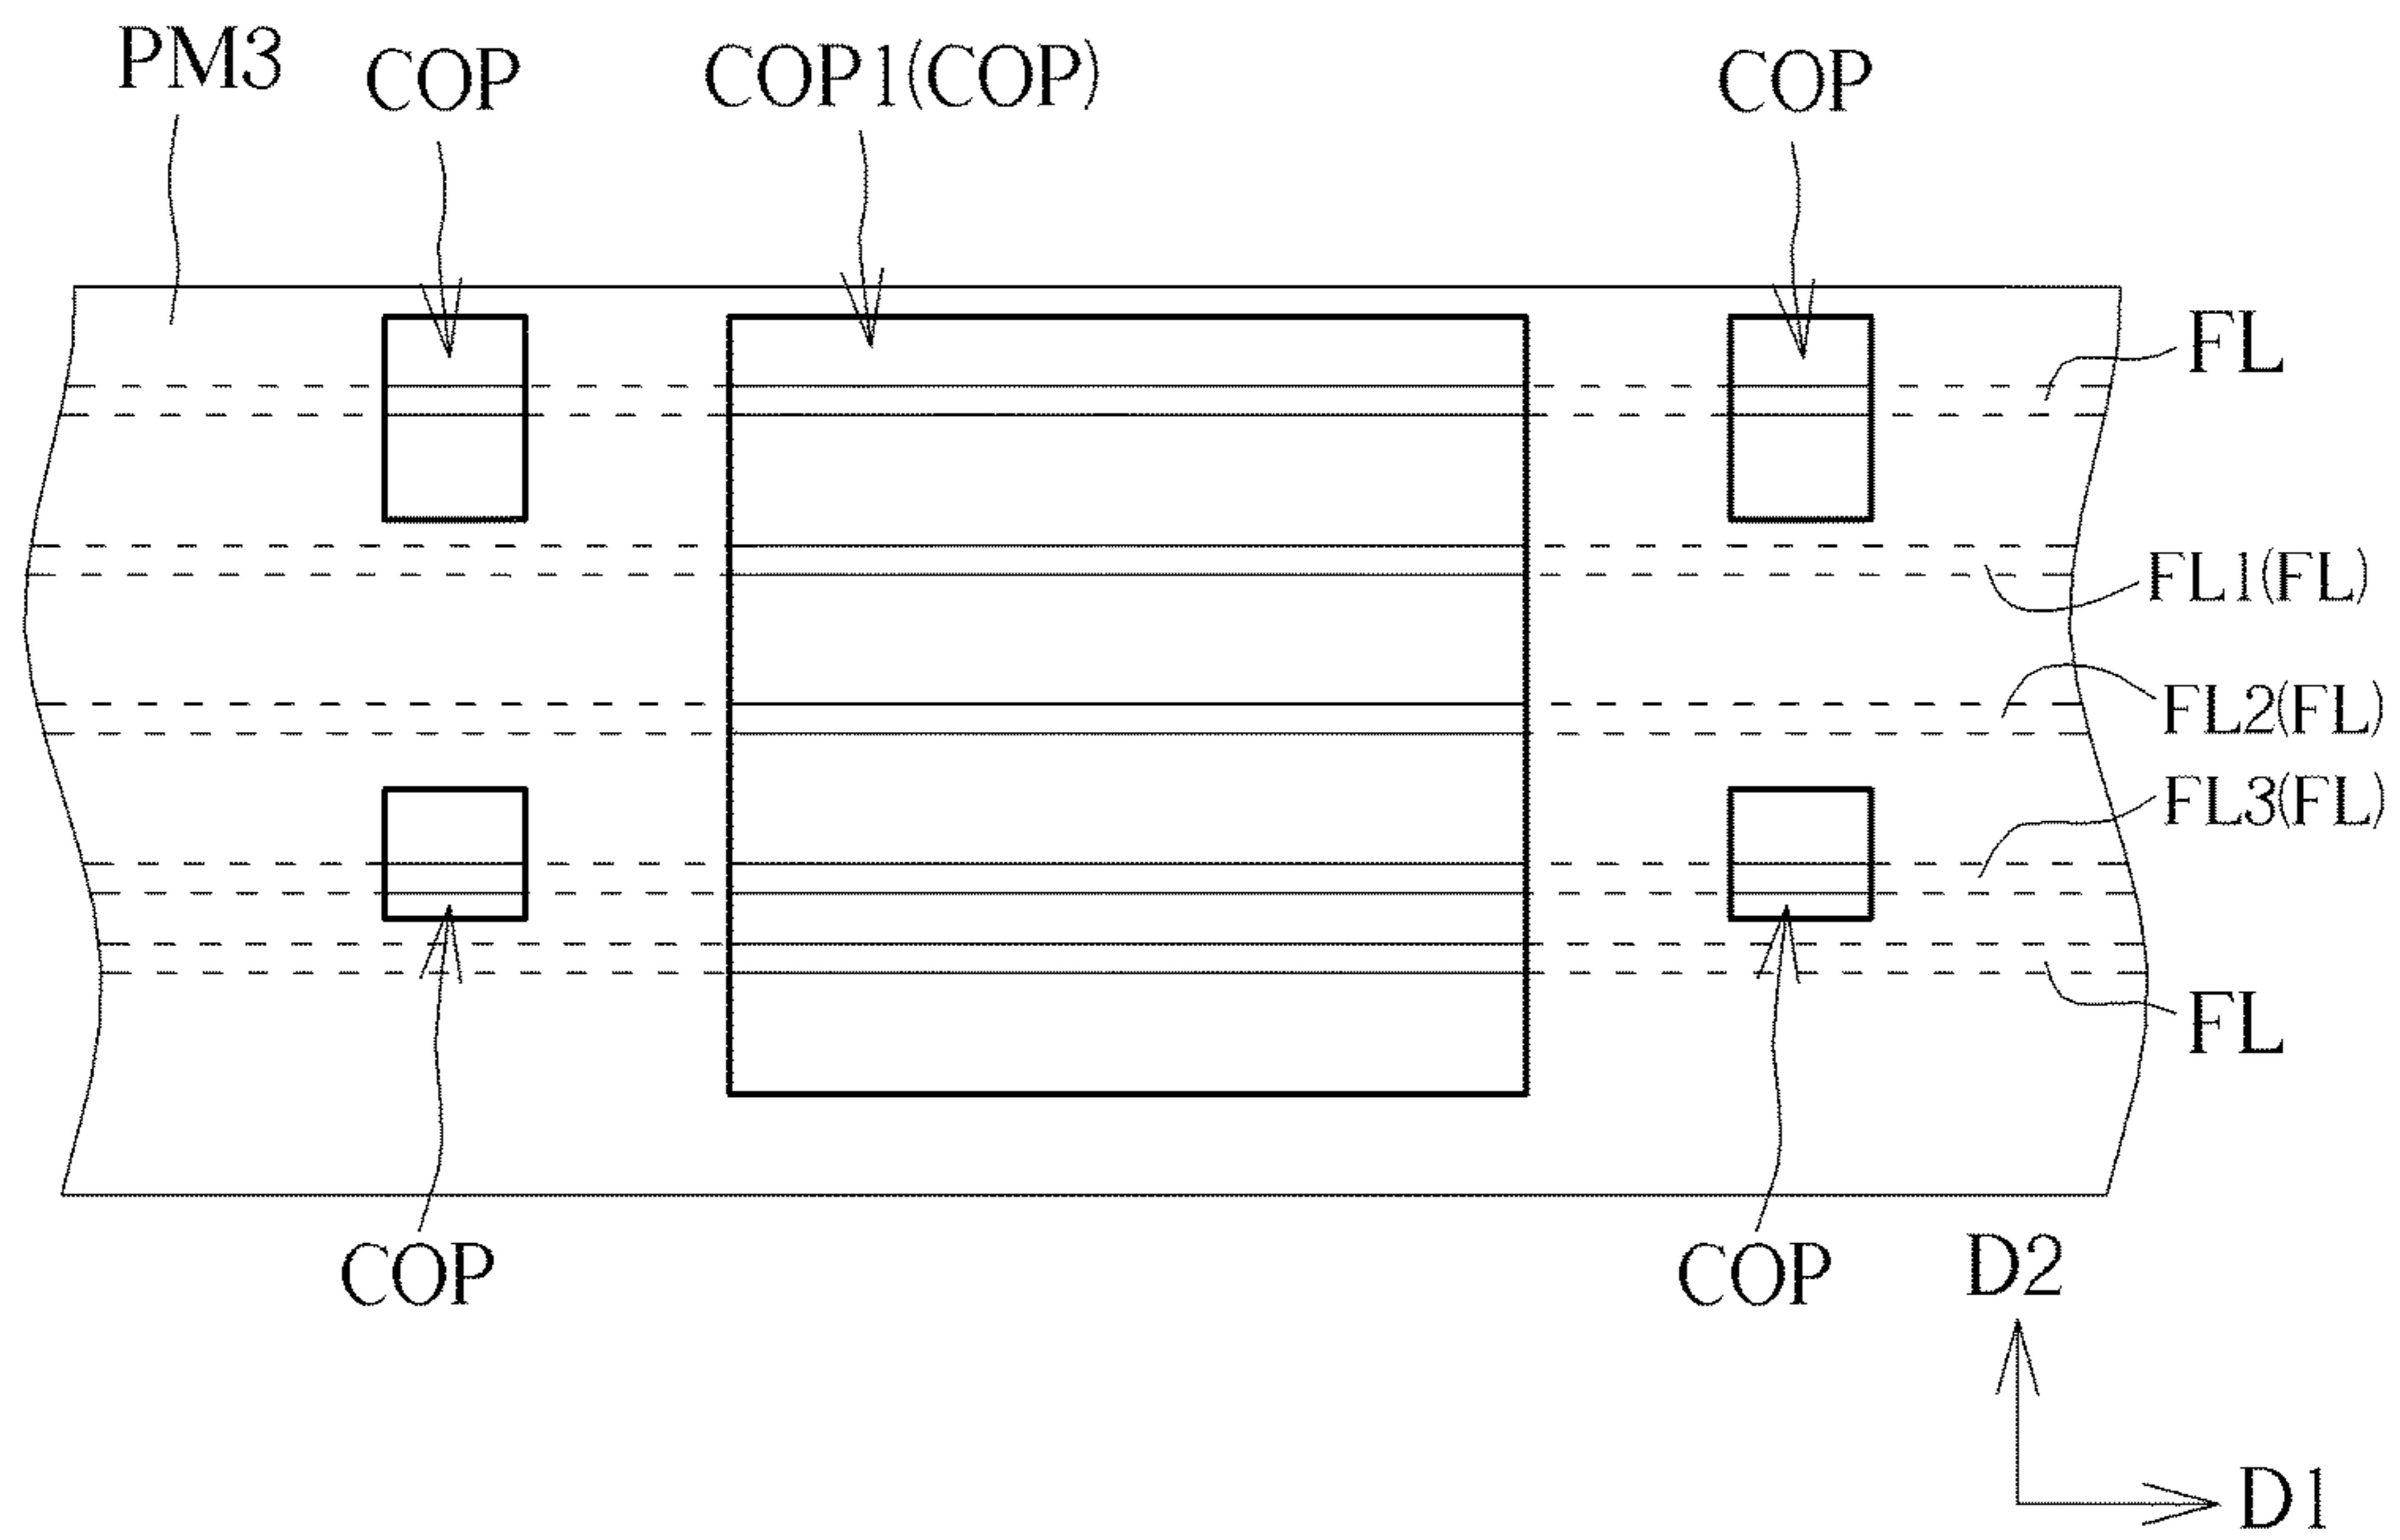 PM3
COP
COP1(COP)
COP
FL
FL1(FL)
FL2(FL)
FL3(FL)
FL
COP
COP
D2
D1